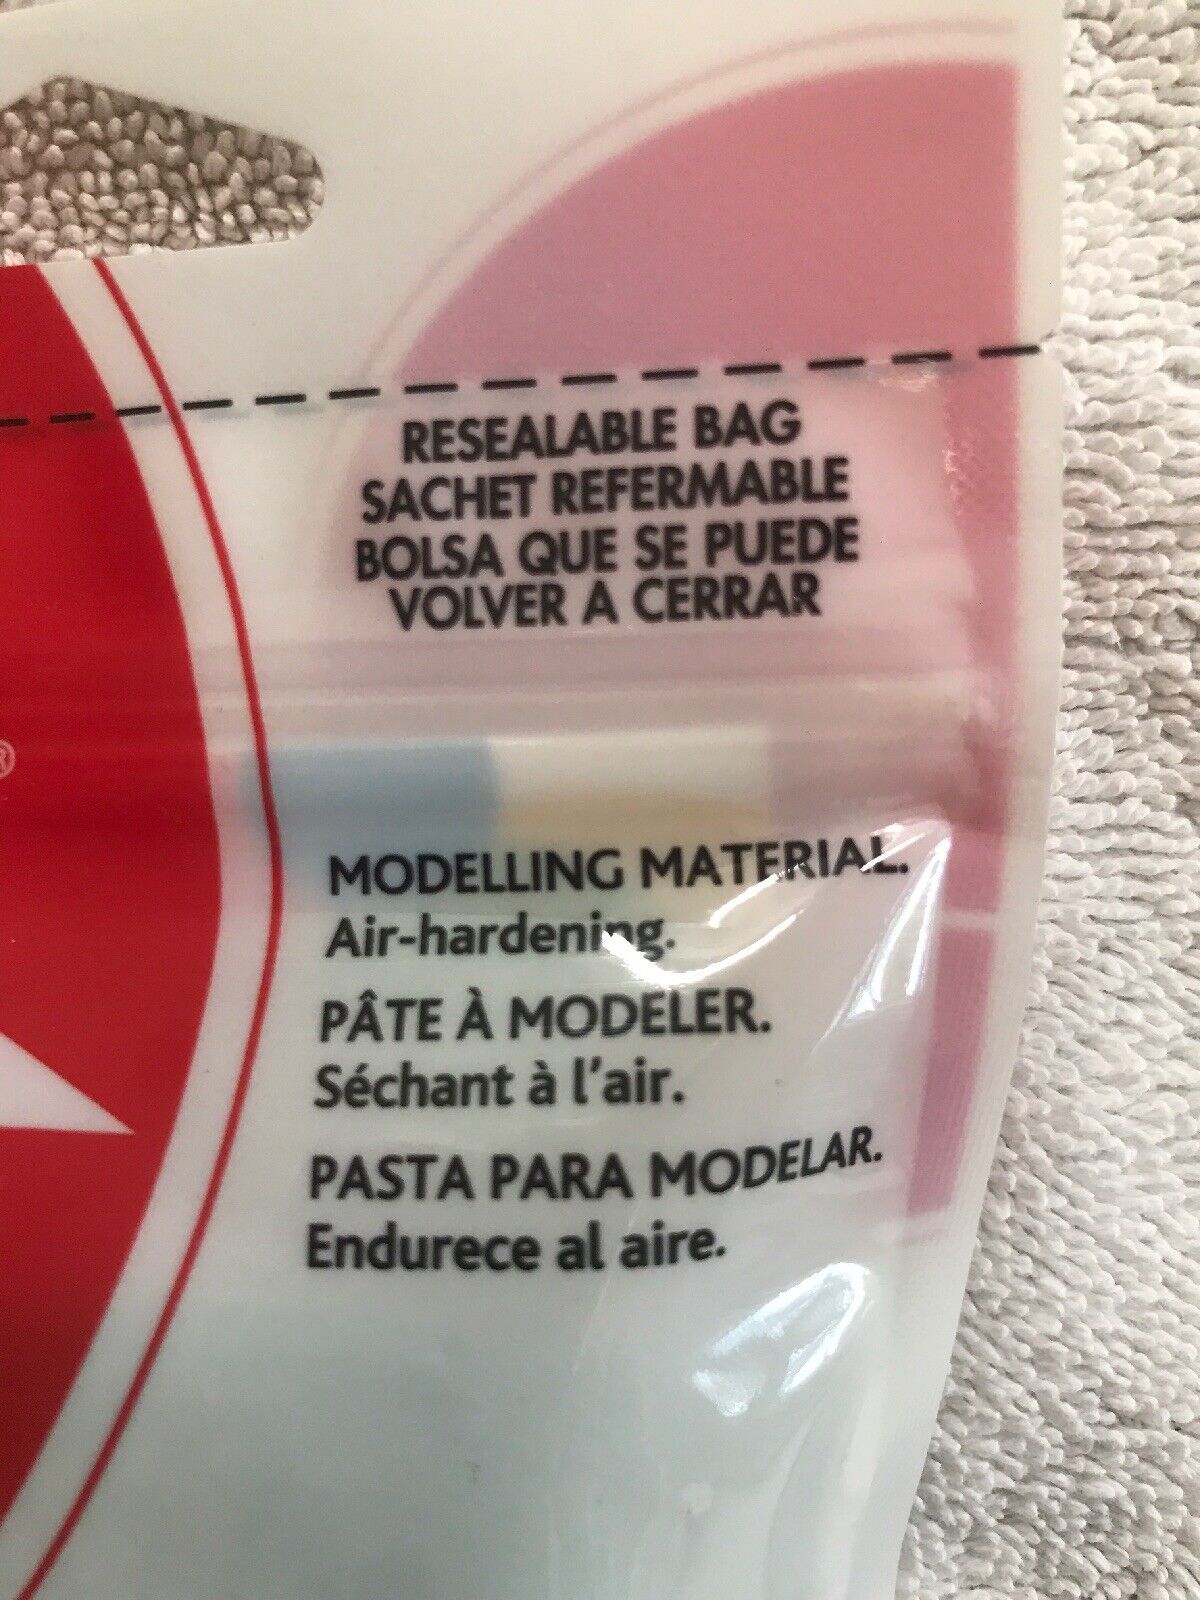 RESEALABLE BAG
SACHET REFERMABLE
BOLSA QUE SE PUEDE
VOLVER A CERRAR
®
MODELLING MATERIAL.
Air-hardening.
PÂTE À MODELER.
Séchant à l'air.
PASTA PARA MODELAR.
Endurece al aire.